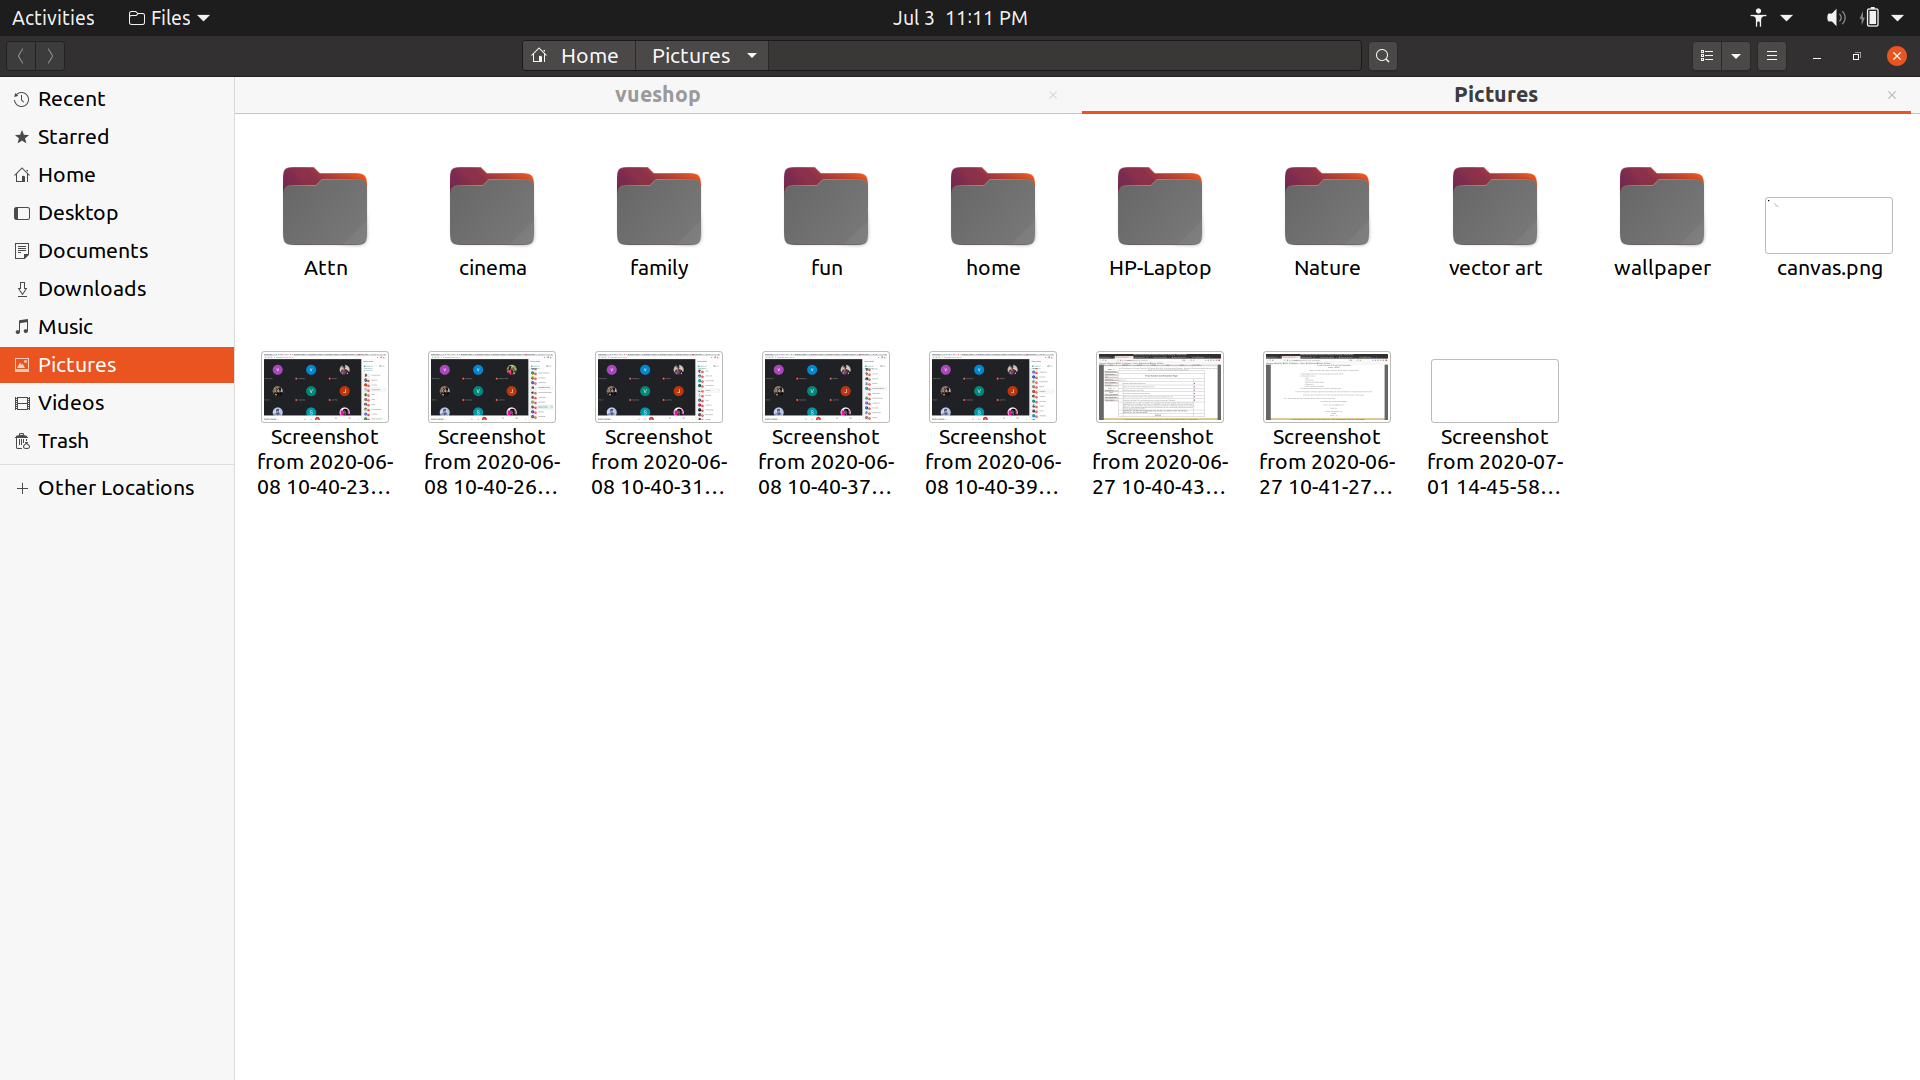 Activities Files Jul 3 11:11 PM
Home Pictures
Recent
Starred
Home
Desktop
Documents
Downloads
Music
Pictures
Videos
Trash
Other Locations
vueshop Pictures
Attn cinema family fun home HP-Laptop Nature vector art wallpaper canvas.png
Screenshot
from 2020-06-
08 10-40-23...
Screenshot
from 2020-06-
08 10-40-26...
Screenshot
from 2020-06-
08 10-40-31...
Screenshot
from 2020-06-
08 10-40-37...
Screenshot
from 2020-06-
08 10-40-39...
Screenshot
from 2020-06-
27 10-40-43...
Screenshot
from 2020-06-
27 10-41-27...
Screenshot
from 2020-07-
01 14-45-58...